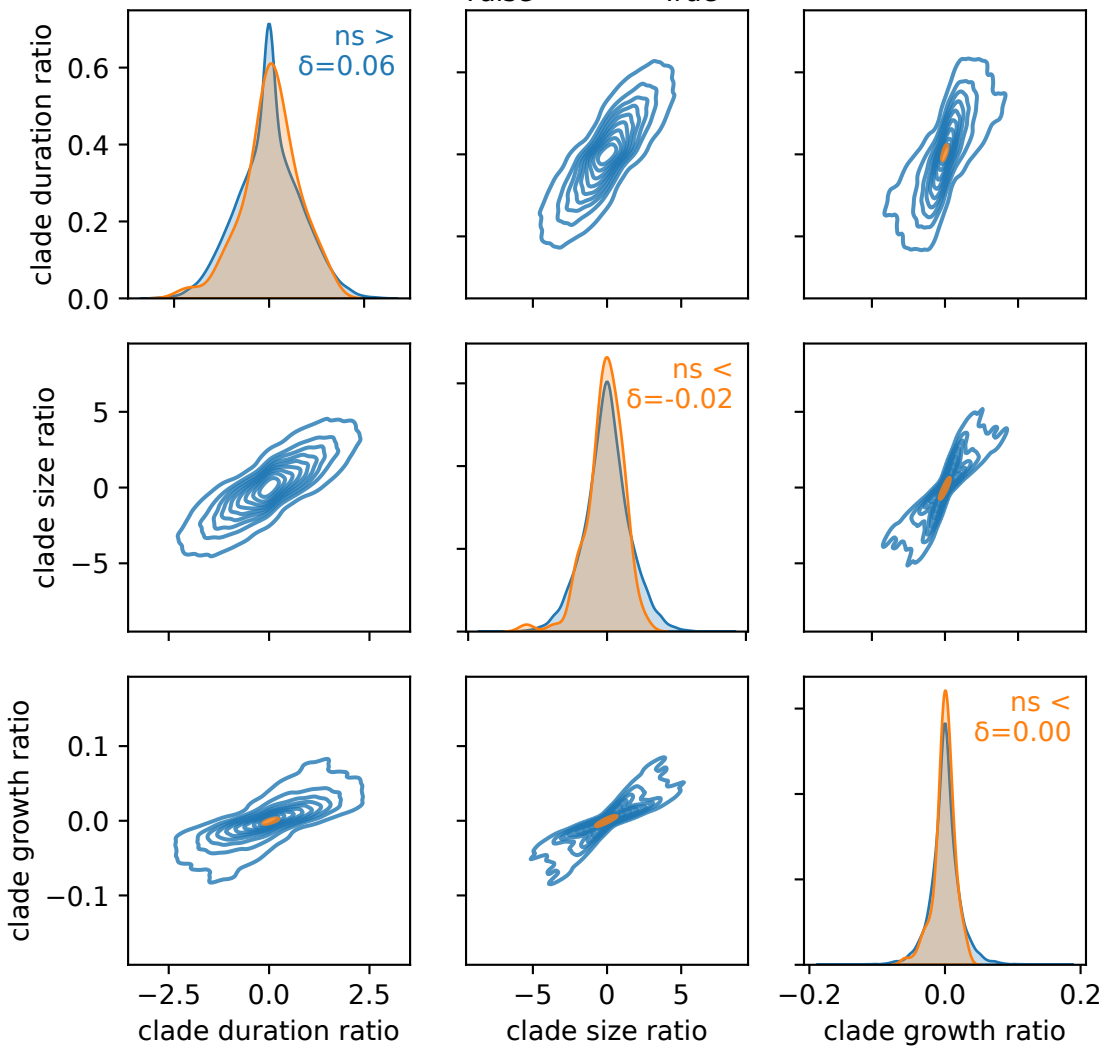 ns >
δ=0.06
clade duration ratio
0.6
0.4
0.2
0.0
ns <
δ=-0.02
clade size ratio
5
0
−5
ns <
δ=0.00
clade growth ratio
0.1
0.0
−0.1
−2.5 0.0 2.5
−5 0 5
−0.2 0.0 0.2
clade duration ratio
clade size ratio
clade growth ratio